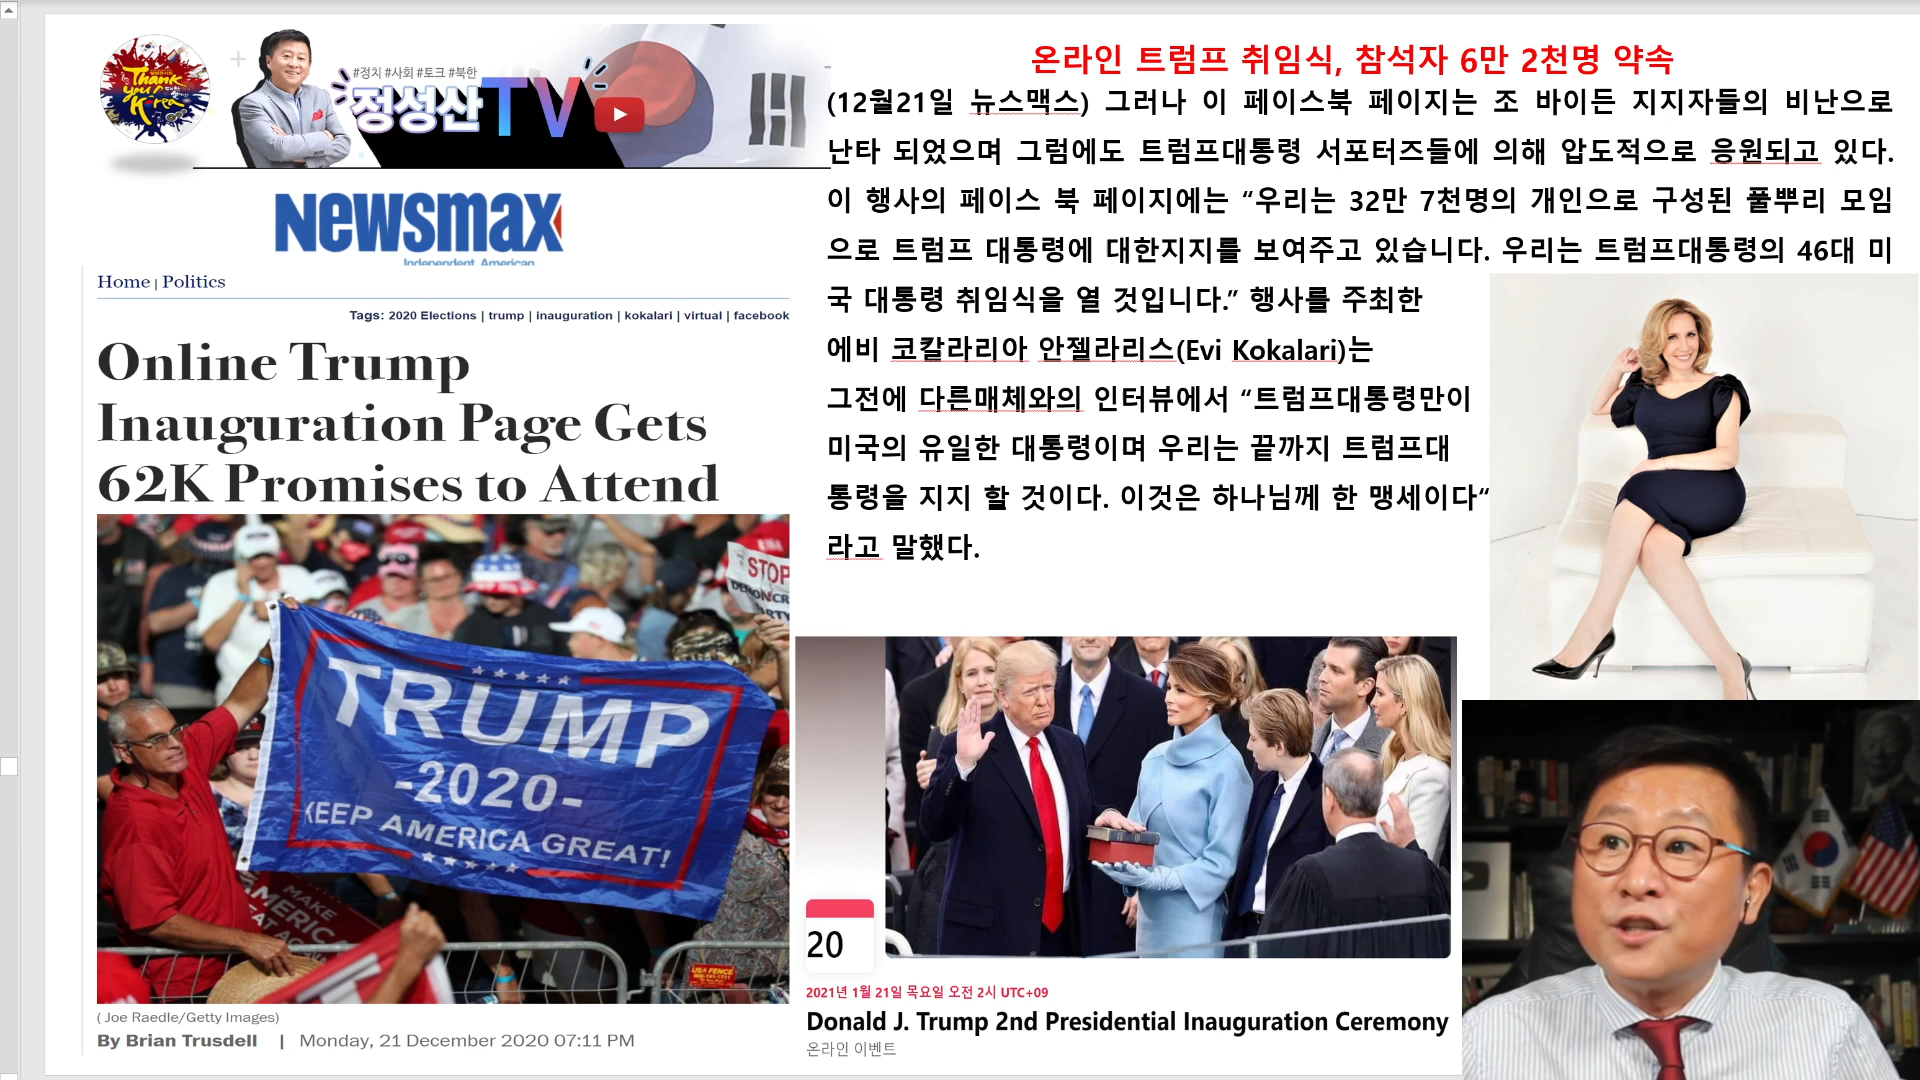 Thank
you Korea
#정치 #사회 #토크 #북한
정성산TV
Newsmax
Independent. American
Home | Politics
Tags: 2020 Elections | trump | inauguration | kokalari | virtual | facebook
Online Trump
Inauguration Page Gets
62K Promises to Attend
STOP
TRUMP
-2020-
KEEP AMERICA GREAT!
MAKE
AMERICA
USA FENCE
( Joe Raedle/Getty Images)
By Brian Trusdell | Monday, 21 December 2020 07:11 PM
온라인 트럼프 취임식, 참석자 6만 2천명 약속
(12월21일 뉴스맥스) 그러나 이 페이스북 페이지는 조 바이든 지지자들의 비난으로
난타 되었으며 그럼에도 트럼프대통령 서포터즈들에 의해 압도적으로 응원되고 있다.
이 행사의 페이스 북 페이지에는 “우리는 32만 7천명의 개인으로 구성된 풀뿌리 모임
으로 트럼프 대통령에 대한지지를 보여주고 있습니다. 우리는 트럼프대통령의 46대 미
국 대통령 취임식을 열 것입니다.” 행사를 주최한
에비 코칼라리아 안젤라리스(Evi Kokalari)는
그전에 다른매체와의 인터뷰에서 “트럼프대통령만이
미국의 유일한 대통령이며 우리는 끝까지 트럼프대
통령을 지지 할 것이다. 이것은 하나님께 한 맹세이다“
라고 말했다.
20
2021년 1월 21일 목요일 오전 2시 UTC+09
Donald J. Trump 2nd Presidential Inauguration Ceremony
온라인 이벤트